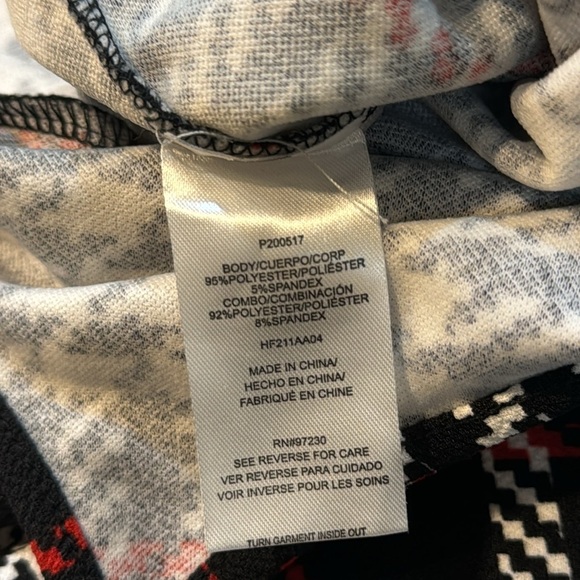 P200517
BODY/CUERPO/CORP
95%POLYESTER/POLIÉSTER
5%SPANDEX
COMBO/COMBINACIÓN
92%POLYESTER/POLIÉSTER
8%SPANDEX
HF211AA04
MADE IN CHINA/
HECHO EN CHINA/
FABRIQUÉ EN CHINE
RN#97230
SEE REVERSE FOR CARE
VER REVERSE PARA CUIDADO
VOIR INVERSE POUR LES SOINS
TURN GARMENT INSIDE OUT